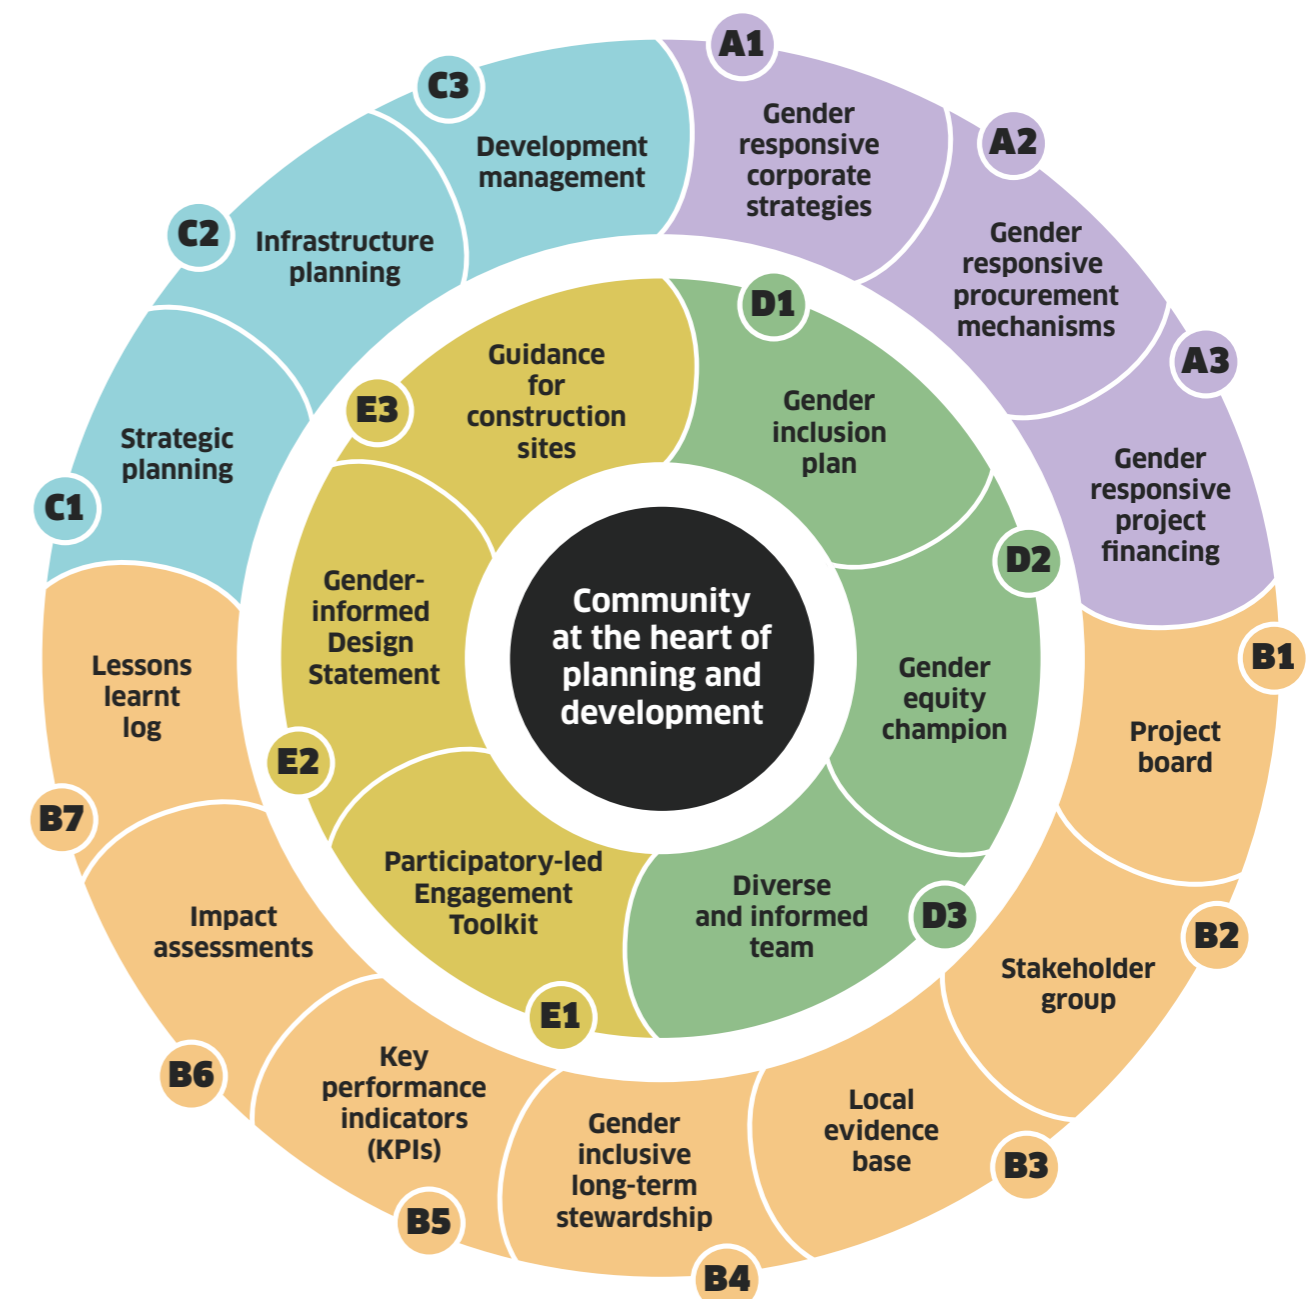 A1
Gender
responsive
corporate
strategies
A2
Gender
responsive
procurement
mechanisms
A3
Gender
responsive
project
financing
B1
Project
board
B2
Stakeholder
group
B3
Local
evidence
base
B4
Gender
inclusive
long-term
stewardship
B5
Key
performance
indicators
(KPIs)
B6
Impact
assessments
B7
Lessons
learnt
log
C1
Strategic
planning
C2
Infrastructure
planning
C3
Development
management
D1
Gender
inclusion
plan
D2
Gender
equity
champion
D3
Diverse
and informed
team
E1
Participatory-led
Engagement
Toolkit
E2
Gender-
informed
Design
Statement
E3
Guidance
for
construction
sites
Community
at the heart of
planning and
development